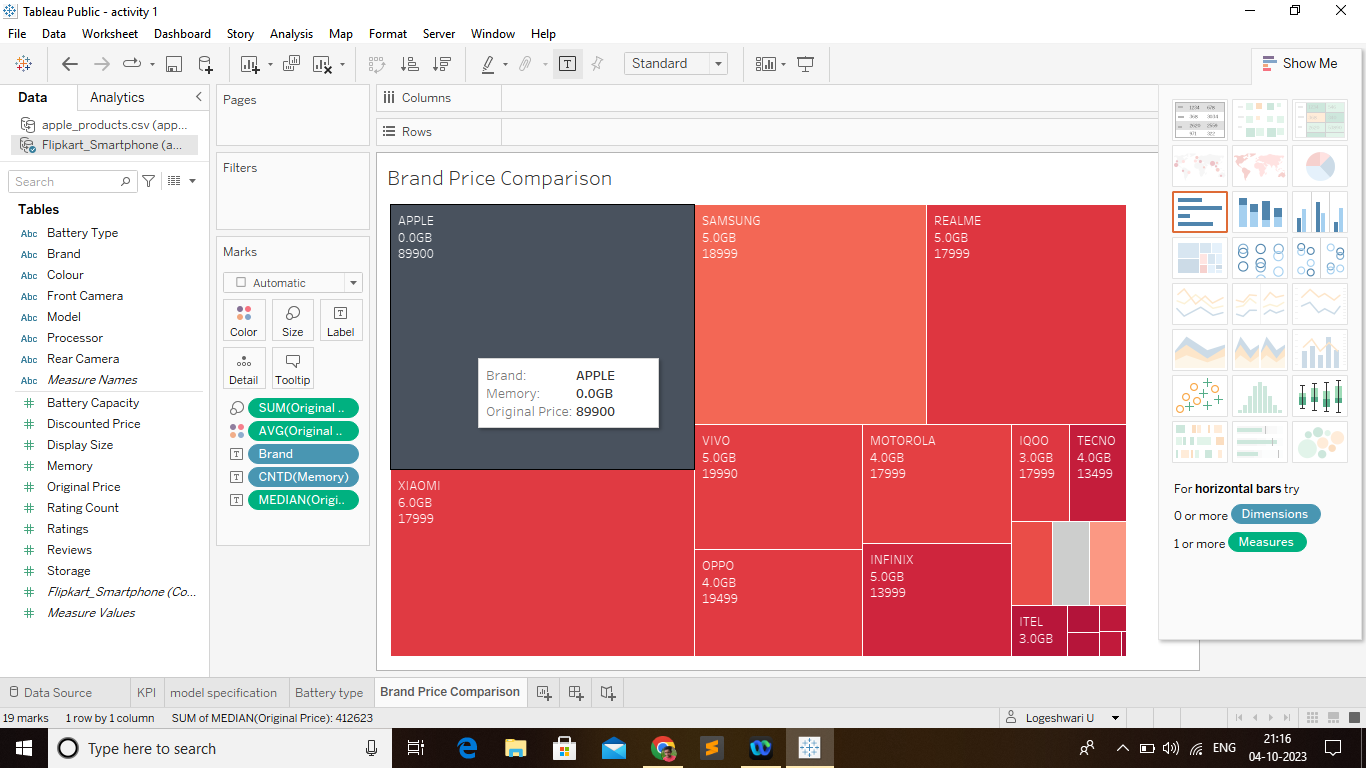 Tableau Public - activity 1
File Data Worksheet Dashboard Story Analysis Map Format Server Window Help
Standard
Show Me
Data Analytics
apple_products.csv (app...
Flipkart_Smartphone (a...
Search
Tables
Abc Battery Type
Abc Brand
Abc Colour
Abc Front Camera
Abc Model
Abc Processor
Abc Rear Camera
Abc Measure Names
Battery Capacity
Discounted Price
Display Size
Memory
Original Price
Rating Count
Ratings
Reviews
Storage
Flipkart_Smartphone (Co...
Measure Values
Pages
Filters
Marks
Automatic
Color Size Label
Detail Tooltip
SUM(Original ..
AVG(Original ..
Brand
CNTD(Memory)
MEDIAN(Origi..
Columns
Rows
Brand Price Comparison
APPLE
0.0GB
89900
SAMSUNG
5.0GB
18999
REALME
5.0GB
17999
Brand: APPLE
Memory: 0.0GB
Original Price: 89900
XIAOMI
6.0GB
17999
VIVO
5.0GB
19990
MOTOROLA
4.0GB
17999
IQOO
3.0GB
17999
TECNO
4.0GB
13499
OPPO
4.0GB
19499
INFINIX
5.0GB
13999
ITEL
3.0GB
For horizontal bars try
0 or more Dimensions
1 or more Measures
Data Source KPI model specification Battery type Brand Price Comparison
19 marks 1 row by 1 column SUM of MEDIAN(Original Price): 412623
Logeshwari U
Type here to search
ENG
21:16
04-10-2023